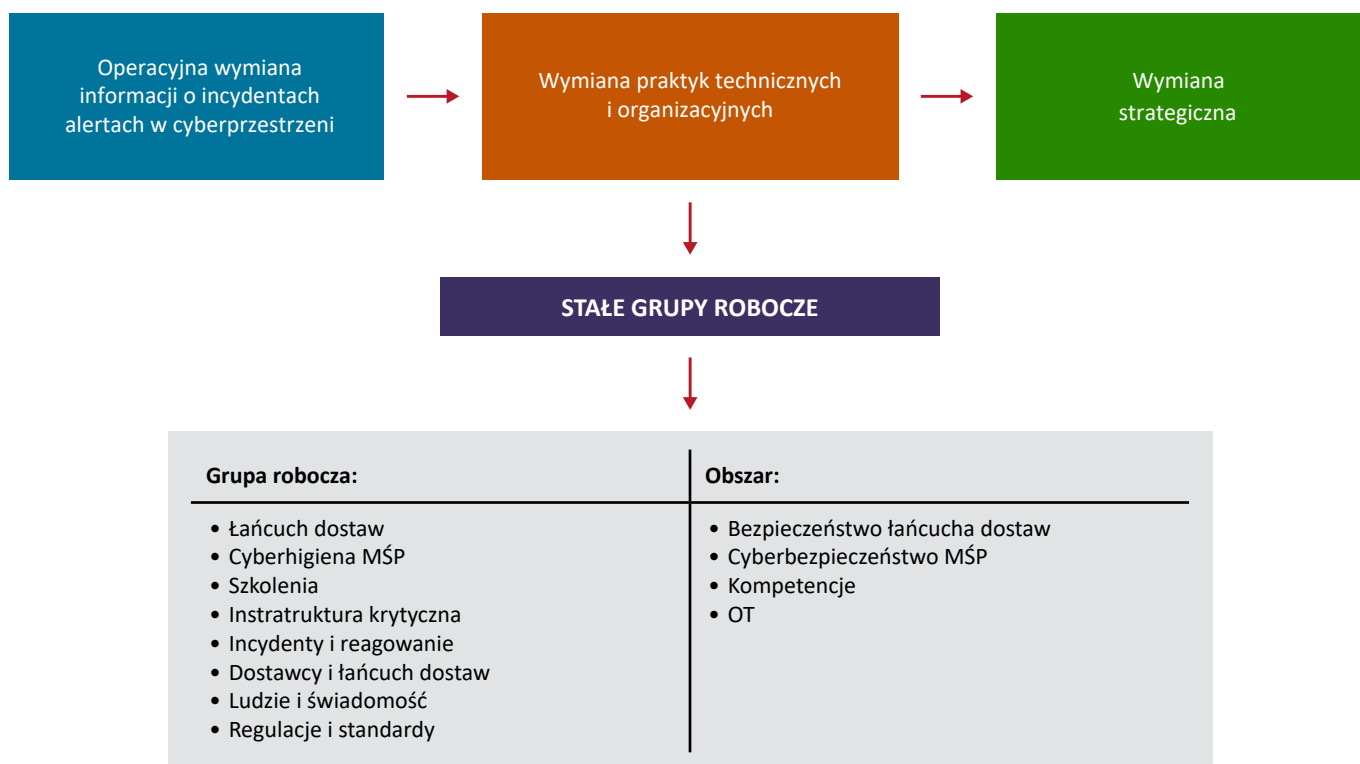 Operacyjna wymiana
informacji o incydentach
alertach w cyberprzestrzeni
Wymiana praktyk technicznych
i organizacyjnych
Wymiana
strategiczna
STAŁE GRUPY ROBOCZE
Grupa robocza:
• Łańcuch dostaw
• Cyberhigiena MŚP
• Szkolenia
• Instratruktura krytyczna
• Incydenty i reagowanie
• Dostawcy i łańcuch dostaw
• Ludzie i świadomość
• Regulacje i standardy
Obszar:
• Bezpieczeństwo łańcucha dostaw
• Cyberbezpieczeństwo MŚP
• Kompetencje
• OT